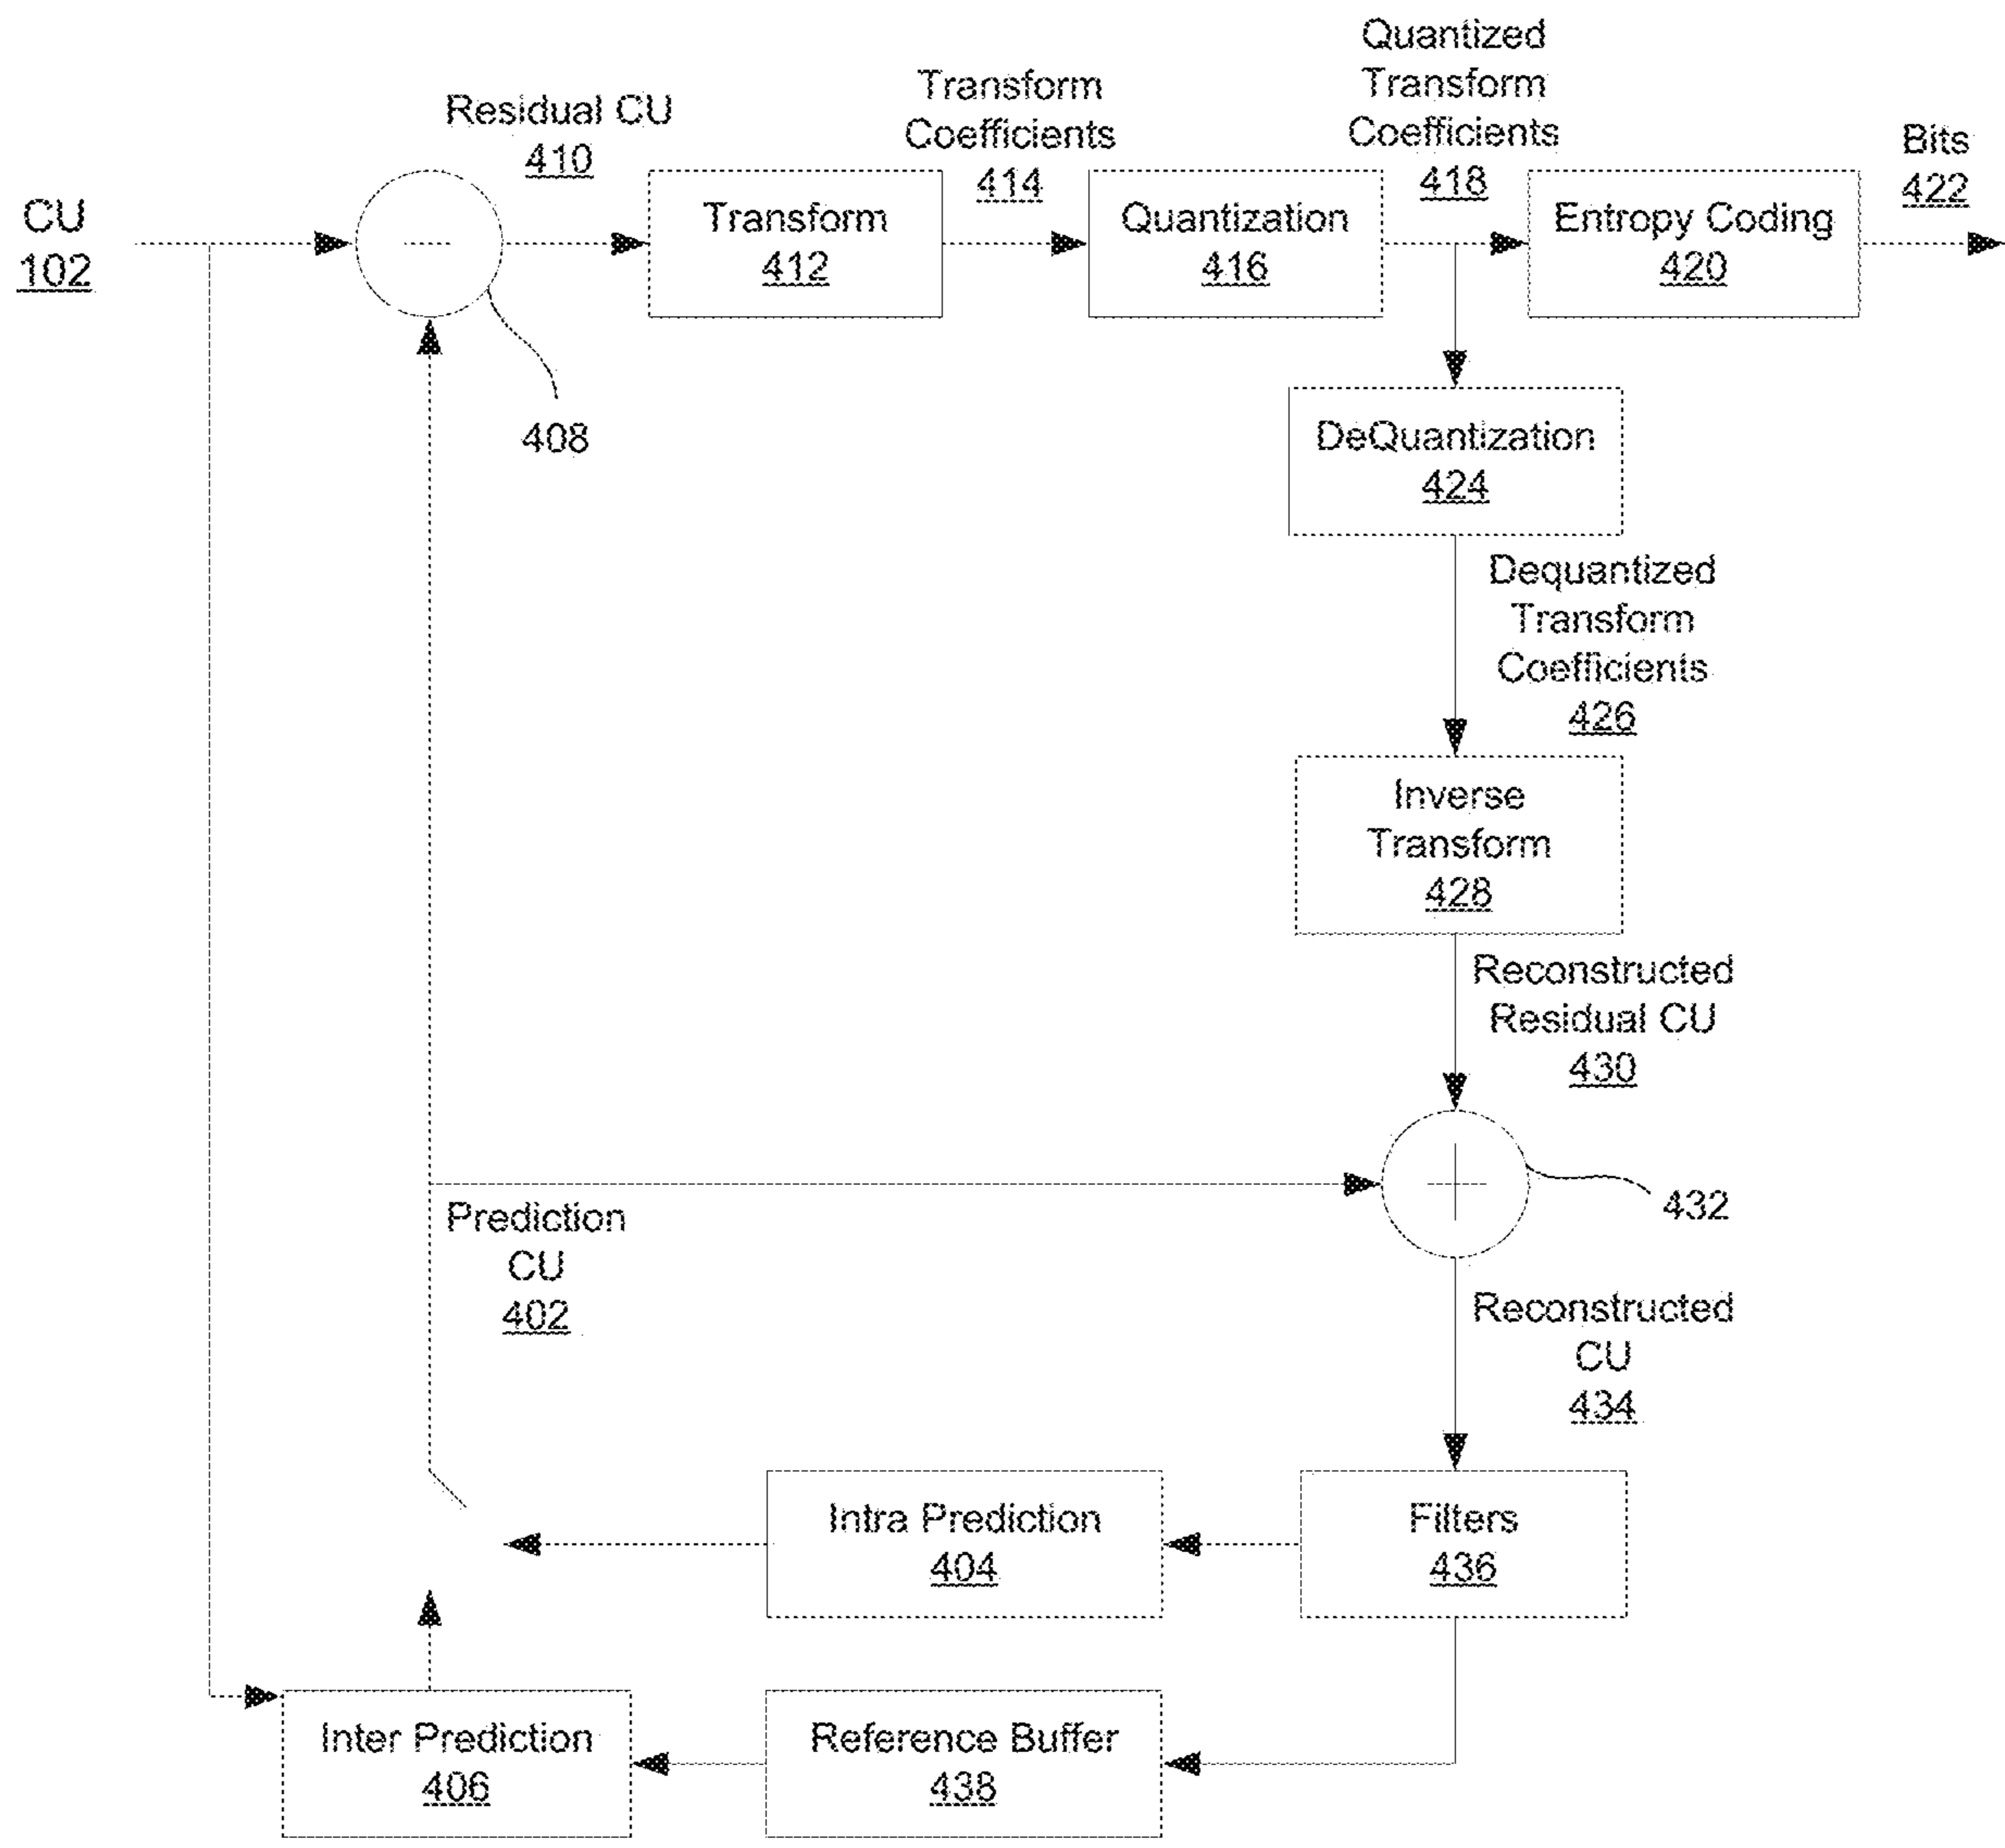 CU
102
Residual CU
410
408
Transform
412
Transform
Coefficients
414
Quantization
416
Quantized
Transform
Coefficients
418
Entropy Coding
420
Bits
422
DeQuantization
424
Dequantized
Transform
Coefficients
426
Inverse
Transform
428
Reconstructed
Residual CU
430
432
Prediction
CU
402
Reconstructed
CU
434
Intra Prediction
404
Filters
436
Inter Prediction
406
Reference Buffer
438